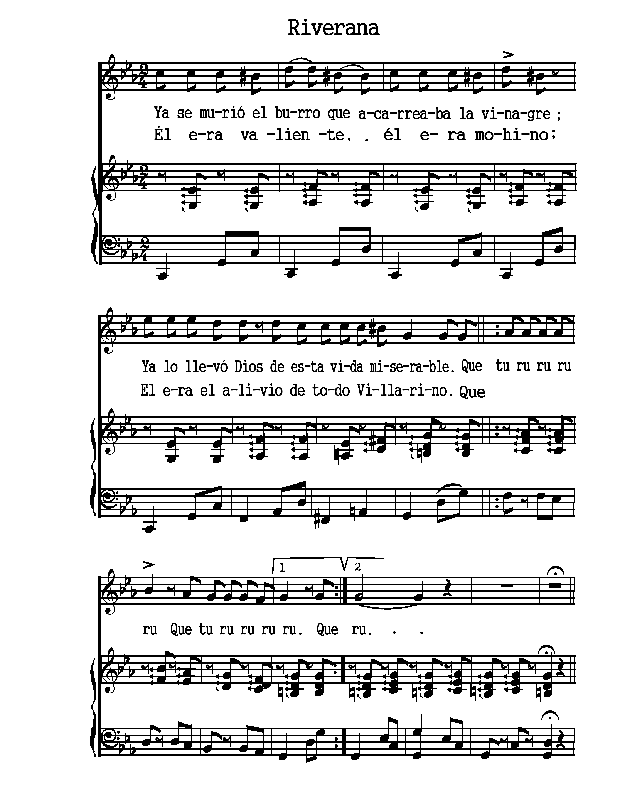 Riverana
Ya se mu-rió el bu-rro que a-ca-rrea-ba la vi-na-gre;
Él e-ra va-lien-te. . él e-ra mo-hi-no:
Ya lo lle-vó Dios de es-ta vi-da mi-se-ra-ble. Que tu ru ru ru
El e-ra el a-li-vio de to-do Vi-lla-ri-no. Que
1 2
ru Que tu ru ru ru ru. Que ru. . .